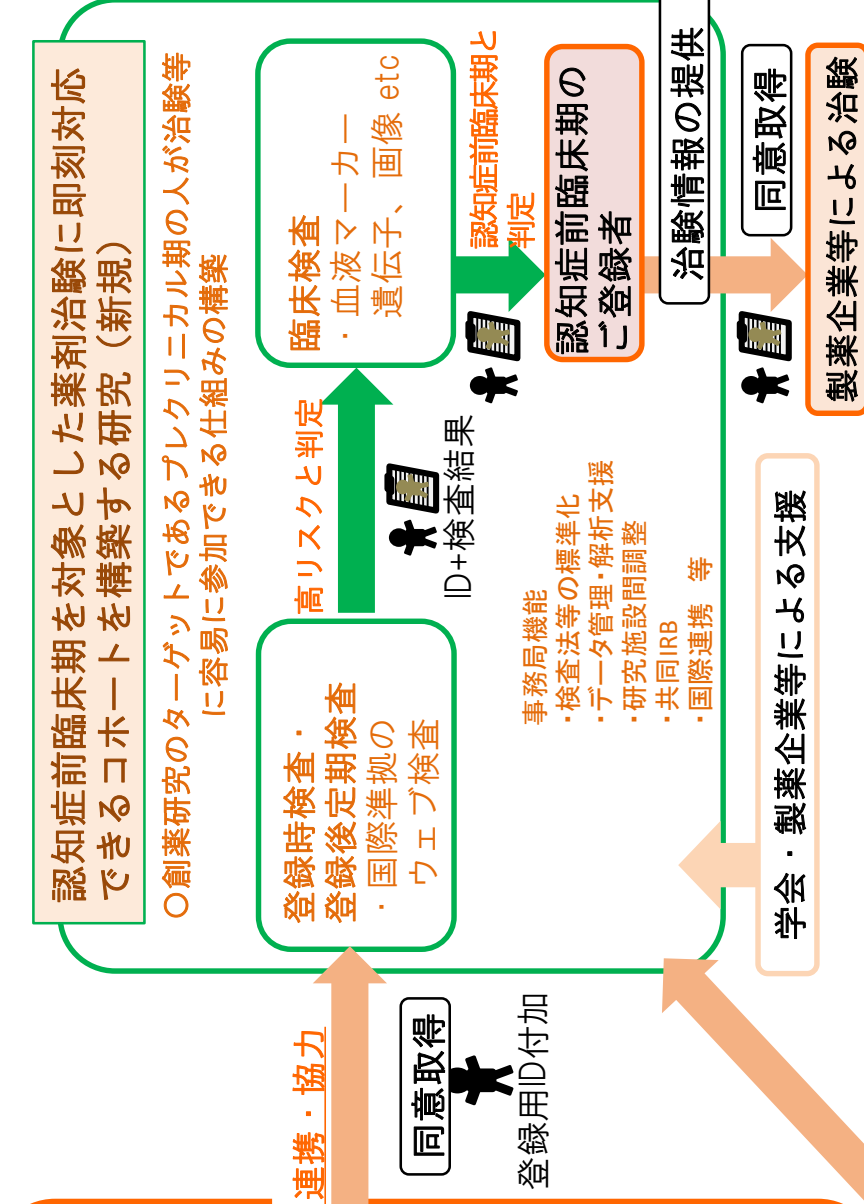 認知症前臨床期を対象とした薬剤治験に即刻対応
できるコホートを構築する研究（新規）
○創薬研究のターゲットであるプレクリニカル期の人が治験等
に容易に参加できる仕組みの構築
連携・協力
同意取得
登録用ID付加
登録時検査・
登録後定期検査
・国際準拠の
ウェブ検査
高リスクと判定
ID+検査結果
臨床検査
・血液マーカー
遺伝子、画像 etc
認知症前臨床期と
判定
認知症前臨床期の
ご登録者
治験情報の提供
同意取得
製薬企業等による治験
事務局機能
・検査法等の標準化
・データ管理・解析支援
・研究施設間調整
・共同IRB
・国際連携 等
学会・製薬企業等による支援